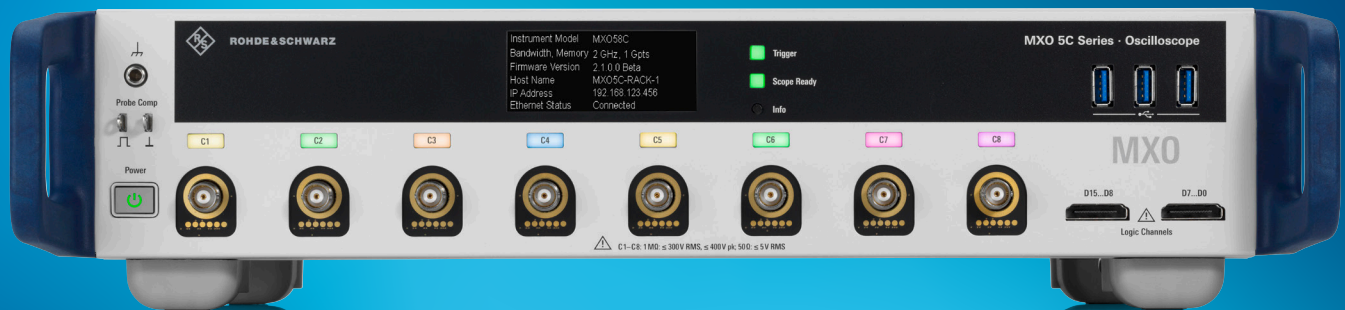 R&S
ROHDE&SCHWARZ
Instrument Model MXO58C
Bandwidth, Memory 2 GHz, 1 Gpts
Firmware Version 2.1.0.0 Beta
Host Name MXO5C-RACK-1
IP Address 192.168.123.456
Ethernet Status Connected
Trigger
Scope Ready
Info
MXO 5C Series · Oscilloscope
Probe Comp
Power
C1
C2
C3
C4
C5
C6
C7
C8
MXO
D15...D8
D7...D0
Logic Channels
C1–C8: 1 MΩ: ≤ 300 V RMS, ≤ 400 V pk; 50 Ω: ≤ 5 V RMS